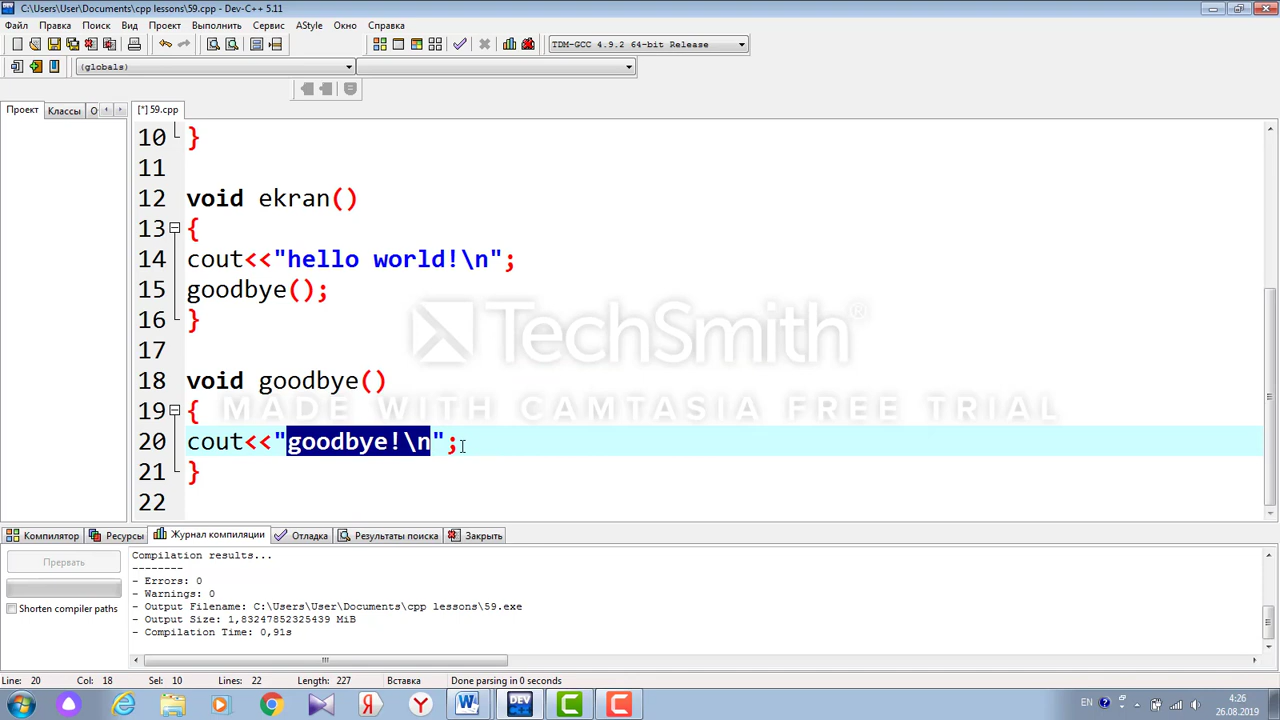 C:\Users\User\Documents\cpp lessons\59.cpp - Dev-C++ 5.11
Файл Правка Поиск Вид Проект Выполнить Сервис AStyle Окно Справка
TDM-GCC 4.9.2 64-bit Release
(globals)
Проект Классы О [*] 59.cpp
10 }
11
12 void ekran()
13 {
14 cout<<"hello world!\n";
15 goodbye();
16 }
17
18 void goodbye()
19 {
20 cout<<"goodbye!\n";
21 }
22
TechSmith®
MADE WITH CAMTASIA FREE TRIAL
Компилятор Ресурсы Журнал компиляции Отладка Результаты поиска Закрыть
Прервать
Shorten compiler paths
Compilation results...
--------
- Errors: 0
- Warnings: 0
- Output Filename: C:\Users\User\Documents\cpp lessons\59.exe
- Output Size: 1,83247852325439 MiB
- Compilation Time: 0,91s
Line: 20 Col: 18 Sel: 10 Lines: 22 Length: 227 Вставка Done parsing in 0 seconds
EN 4:26
26.08.2019